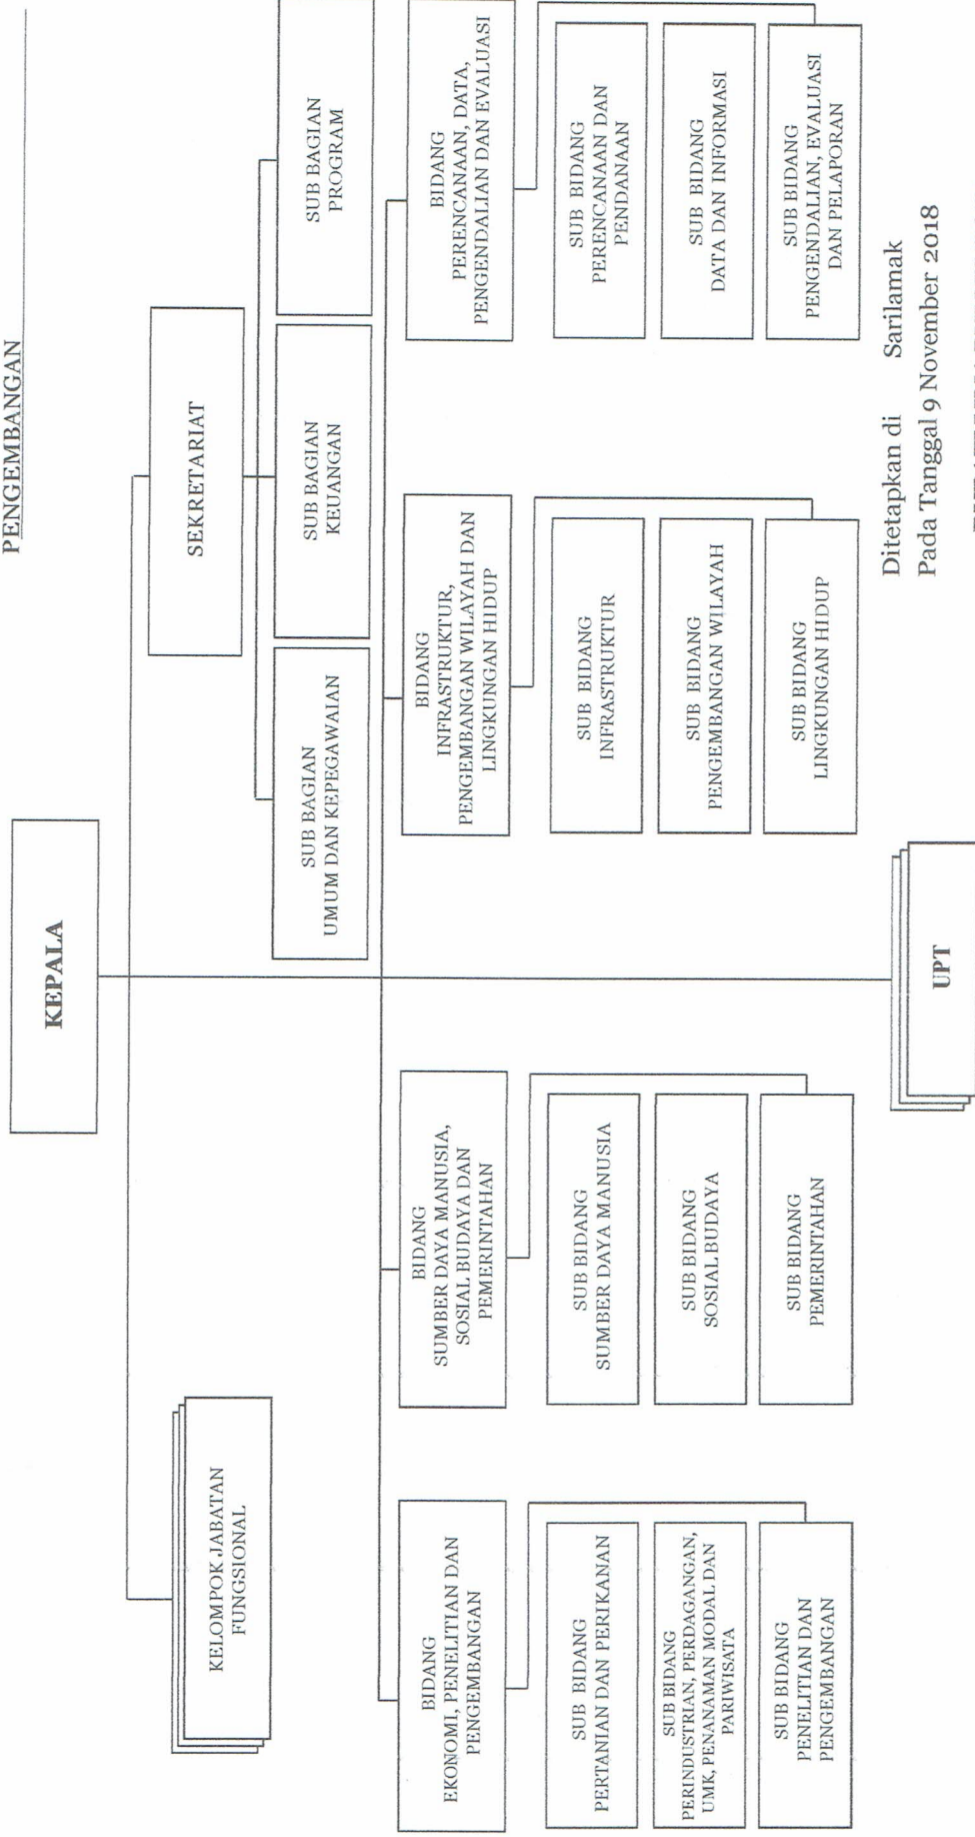 PENGEMBANGAN
KEPALA
KELOMPOK JABATAN
FUNGSIONAL
SEKRETARIAT
SUB BAGIAN
UMUM DAN KEPEGAWAIAN
SUB BAGIAN
KEUANGAN
SUB BAGIAN
PROGRAM
BIDANG
EKONOMI, PENELITIAN DAN
PENGEMBANGAN
SUB BIDANG
PERTANIAN DAN PERIKANAN
SUB BIDANG
PERINDUSTRIAN, PERDAGANGAN,
UMK, PENANAMAN MODAL DAN
PARIWISATA
SUB BIDANG
PENELITIAN DAN
PENGEMBANGAN
BIDANG
SUMBER DAYA MANUSIA,
SOSIAL BUDAYA DAN
PEMERINTAHAN
SUB BIDANG
SUMBER DAYA MANUSIA
SUB BIDANG
SOSIAL BUDAYA
SUB BIDANG
PEMERINTAHAN
BIDANG
INFRASTRUKTUR,
PENGEMBANGAN WILAYAH DAN
LINGKUNGAN HIDUP
SUB BIDANG
INFRASTRUKTUR
SUB BIDANG
PENGEMBANGAN WILAYAH
SUB BIDANG
LINGKUNGAN HIDUP
BIDANG
PERENCANAAN, DATA,
PENGENDALIAN DAN EVALUASI
SUB BIDANG
PERENCANAAN DAN
PENDANAAN
SUB BIDANG
DATA DAN INFORMASI
SUB BIDANG
PENGENDALIAN, EVALUASI
DAN PELAPORAN
UPT
Ditetapkan di Sarilamak
Pada Tanggal 9 November 2018